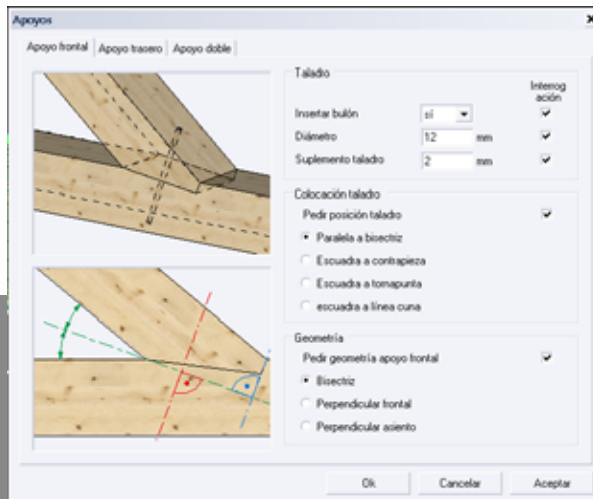 Apoyos
Apoyo frontal
Apoyo trasero
Apoyo doble
Taladro
Interrog
ación
Insertar bulón sí
Diámetro 12 mm
Suplemento taladro 2 mm
Colocación taladro
Pedir posición taladro
Paralela a bisectriz
Escuadra a contrapieza
Escuadra a tornapunta
escuadra a línea cuna
Geometría
Pedir geometría apoyo frontal
Bisectriz
Perpendicular frontal
Perpendicular asiento
Ok
Cancelar
Aceptar